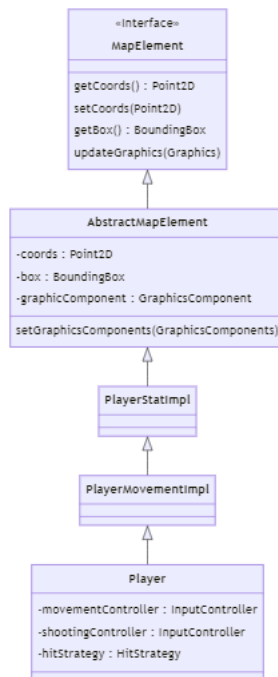 «Interface»
MapElement
getCoords() : Point2D
setCoords(Point2D)
getBox() : BoundingBox
updateGraphics(Graphics)
AbstractMapElement
-coords : Point2D
-box : BoundingBox
-graphicComponent : GraphicsComponent
setGraphicsComponents(GraphicsComponents)
PlayerStatImpl
PlayerMovementImpl
Player
-movementController : InputController
-shootingController : InputController
-hitStrategy : HitStrategy